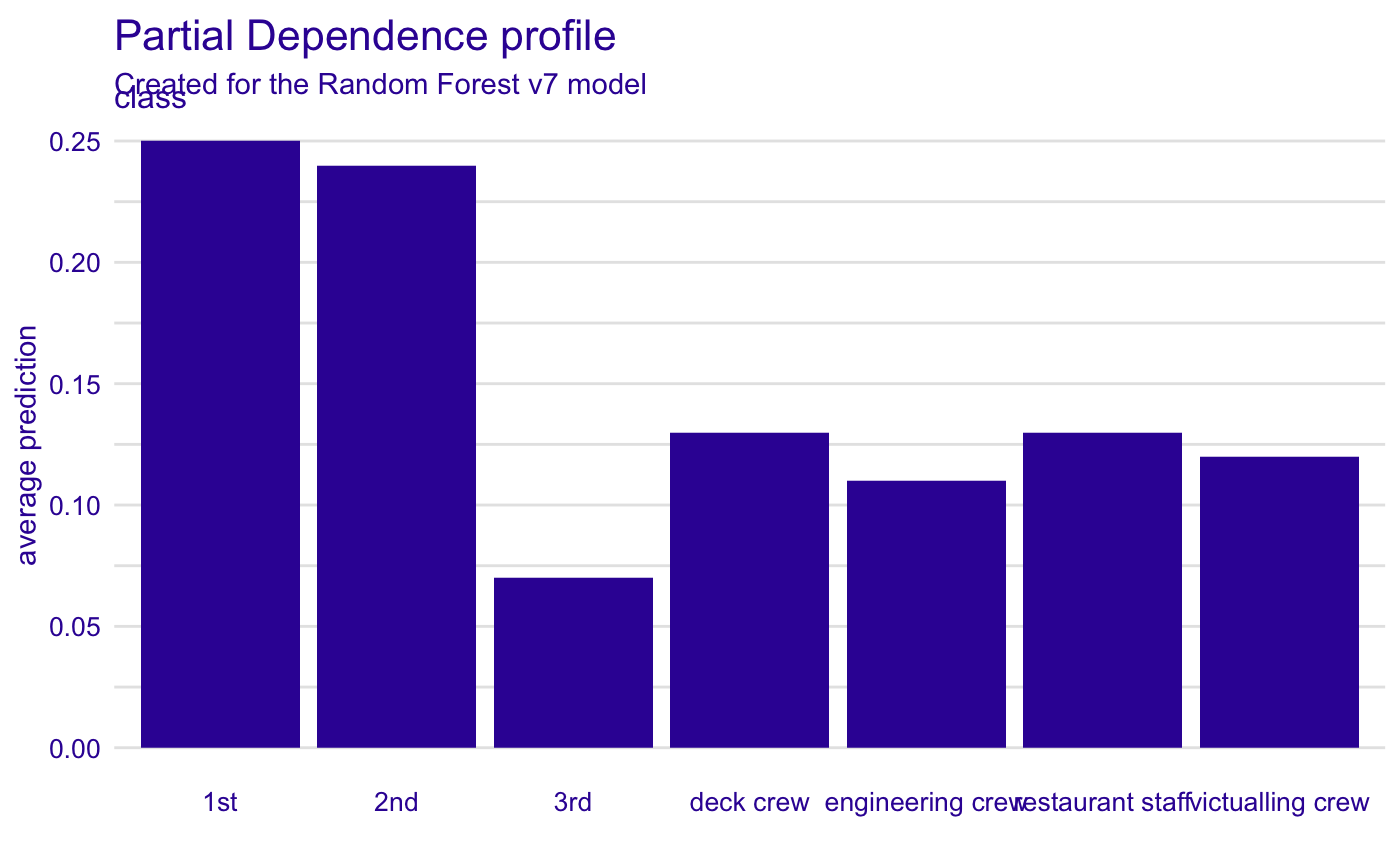 Partial Dependence profile
Created for the Random Forest v7 model
class
average prediction
0.25
0.20
0.15
0.10
0.05
0.00
1st 2nd 3rd deck crew engineering crew restaurant staff victualling crew